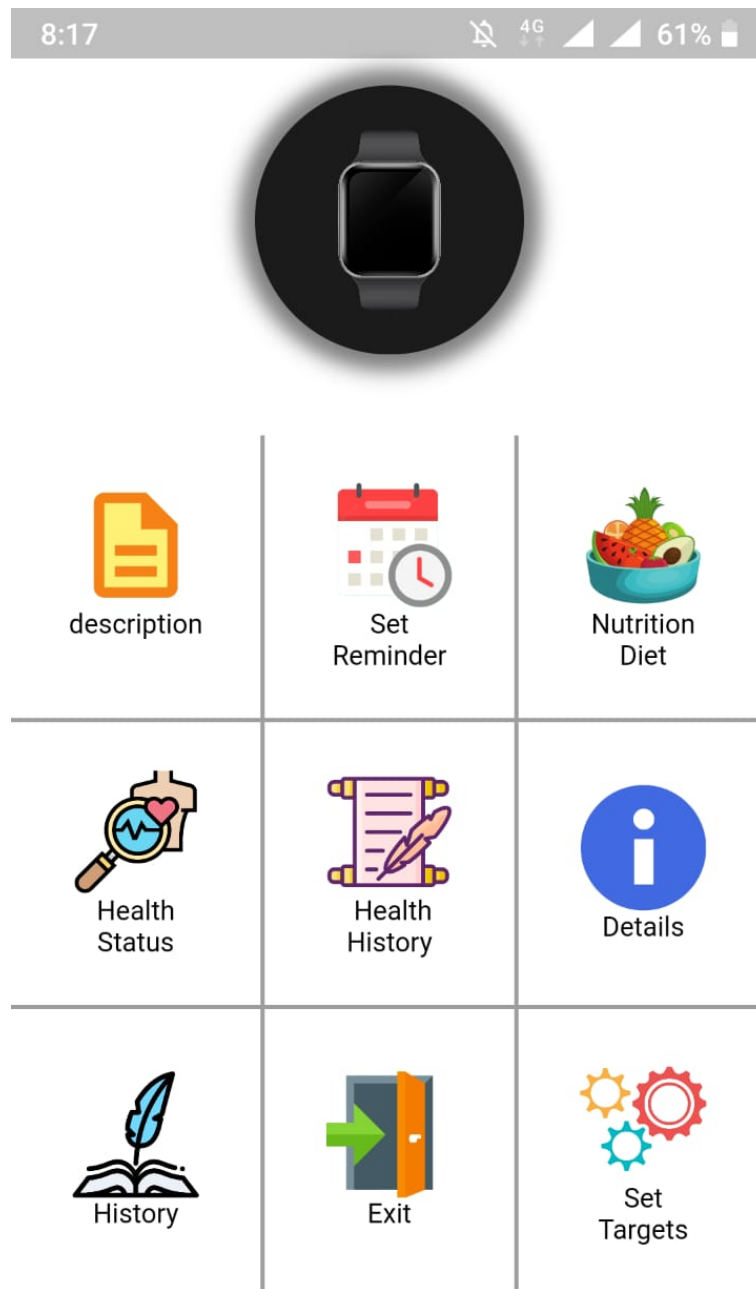 8:17 4G 61%
description
Set
Reminder
Nutrition
Diet
Health
Status
Health
History
Details
History
Exit
Set
Targets